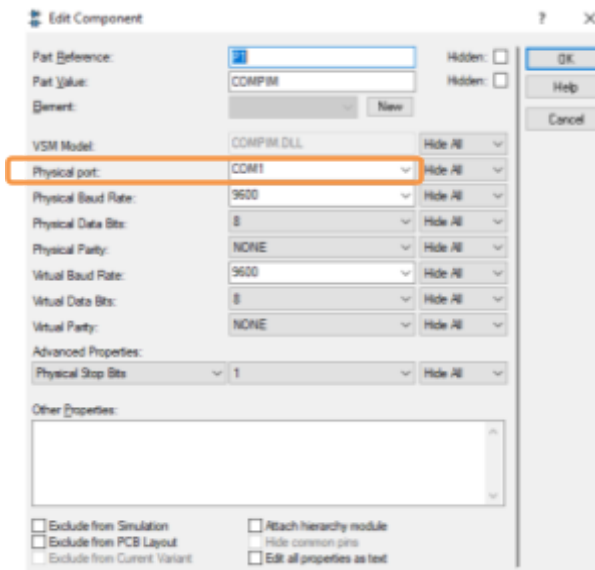 Edit Component ? ×
Part Reference: P1 Hidden:
Part Value: COMPIM Hidden:
Element: New
VSM Model: COMPIM.DLL Hide All
Physical port: COM1 Hide All
Physical Baud Rate: 9600 Hide All
Physical Data Bits: 8 Hide All
Physical Parity: NONE Hide All
Virtual Baud Rate: 9600 Hide All
Virtual Data Bits: 8 Hide All
Virtual Parity: NONE Hide All
Advanced Properties:
Physical Stop Bits 1 Hide All
Other Properties:
Exclude from Simulation Attach hierarchy module
Exclude from PCB Layout Hide common pins
Exclude from Current Variant Edit all properties as text
OK
Help
Cancel